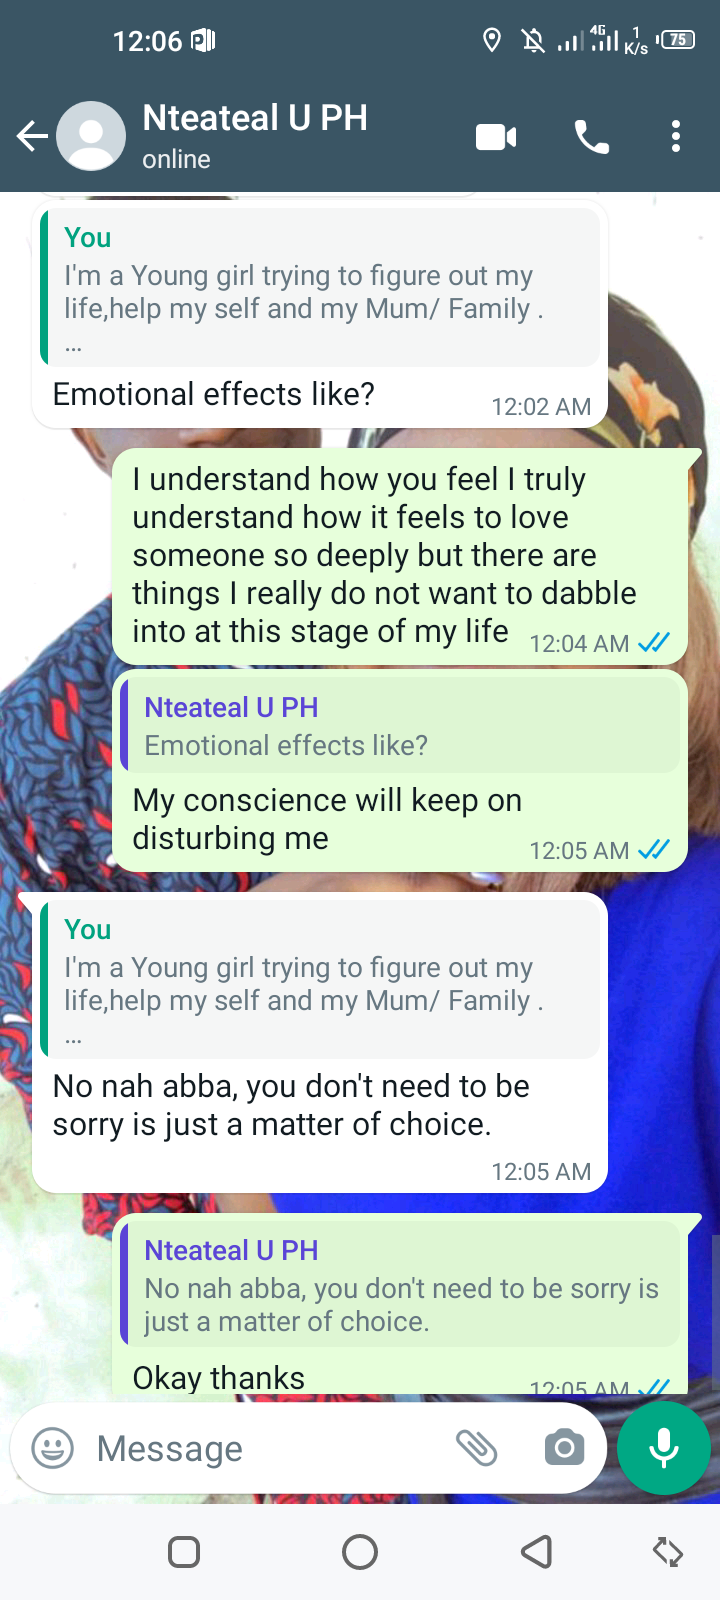 12:06
4G 1 K/s 75
Nteateal U PH
online
You
I'm a Young girl trying to figure out my
life,help my self and my Mum/ Family .
...
Emotional effects like?
12:02 AM
I understand how you feel I truly
understand how it feels to love
someone so deeply but there are
things I really do not want to dabble
into at this stage of my life 12:04 AM
Nteateal U PH
Emotional effects like?
My conscience will keep on
disturbing me 12:05 AM
You
I'm a Young girl trying to figure out my
life,help my self and my Mum/ Family .
...
No nah abba, you don't need to be
sorry is just a matter of choice.
12:05 AM
Nteateal U PH
No nah abba, you don't need to be sorry is
just a matter of choice.
Okay thanks 12:05 AM
Message